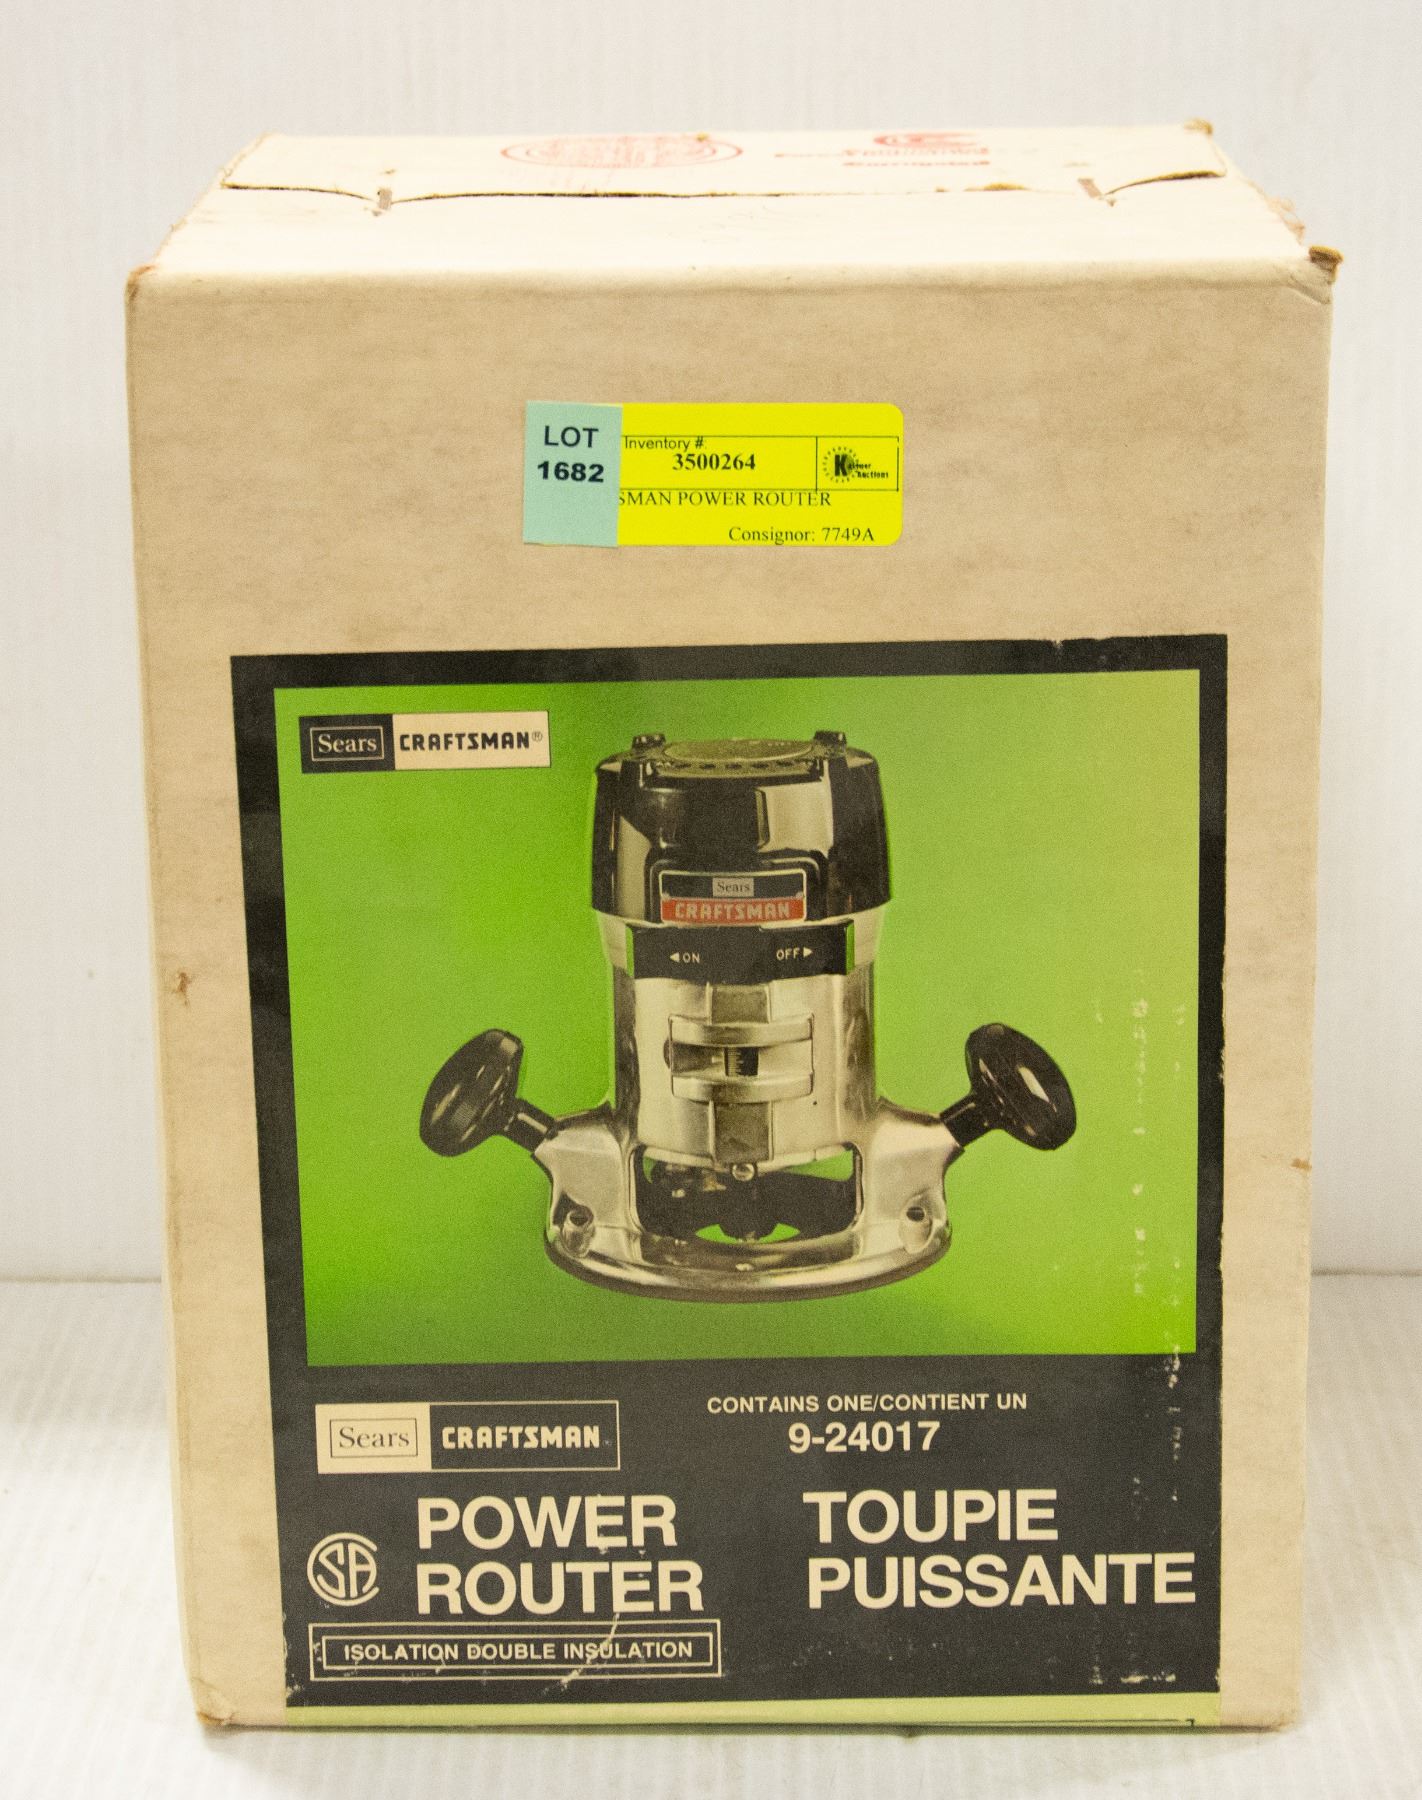 LOT
1682
Inventory #:
3500264
SMAN POWER ROUTER
Consignor: 7749A
Sears CRAFTSMAN®
Sears
CRAFTSMAN
◄ON OFF►
Sears CRAFTSMAN
CONTAINS ONE/CONTIENT UN
9-24017
POWER
ROUTER
TOUPIE
PUISSANTE
SA
ISOLATION DOUBLE INSULATION